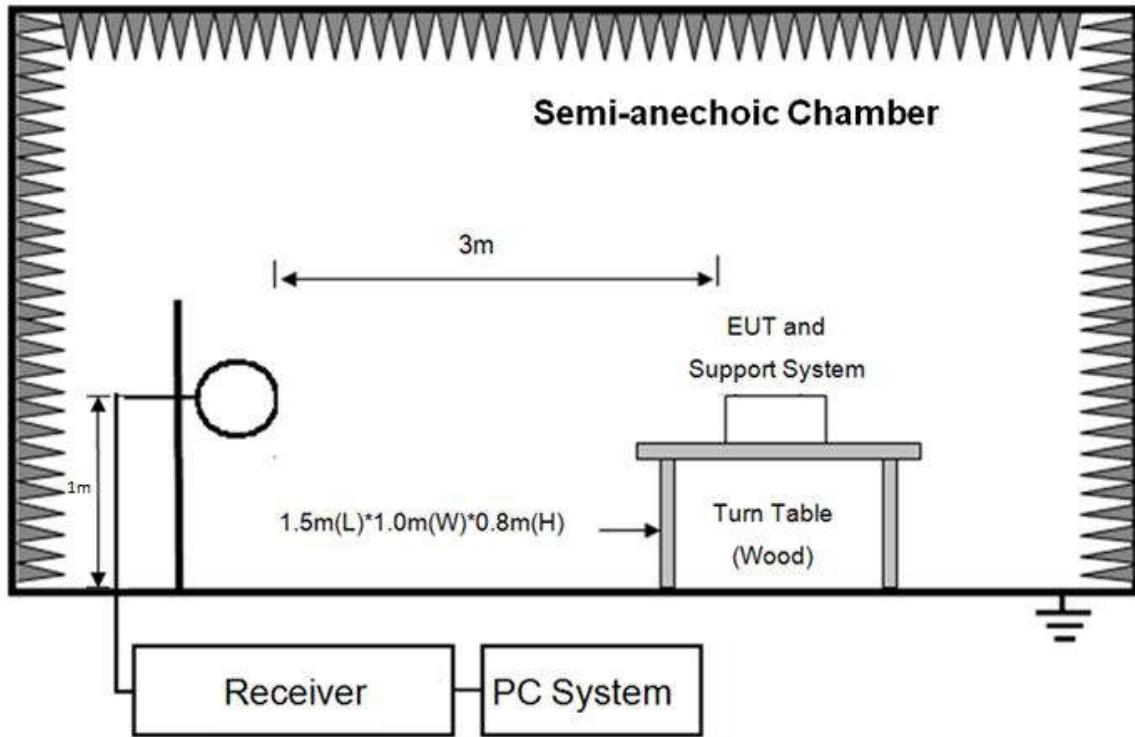 Semi-anechoic Chamber
3m
EUT and
Support System
1m
1.5m(L)*1.0m(W)*0.8m(H)
Turn Table
(Wood)
Receiver
PC System